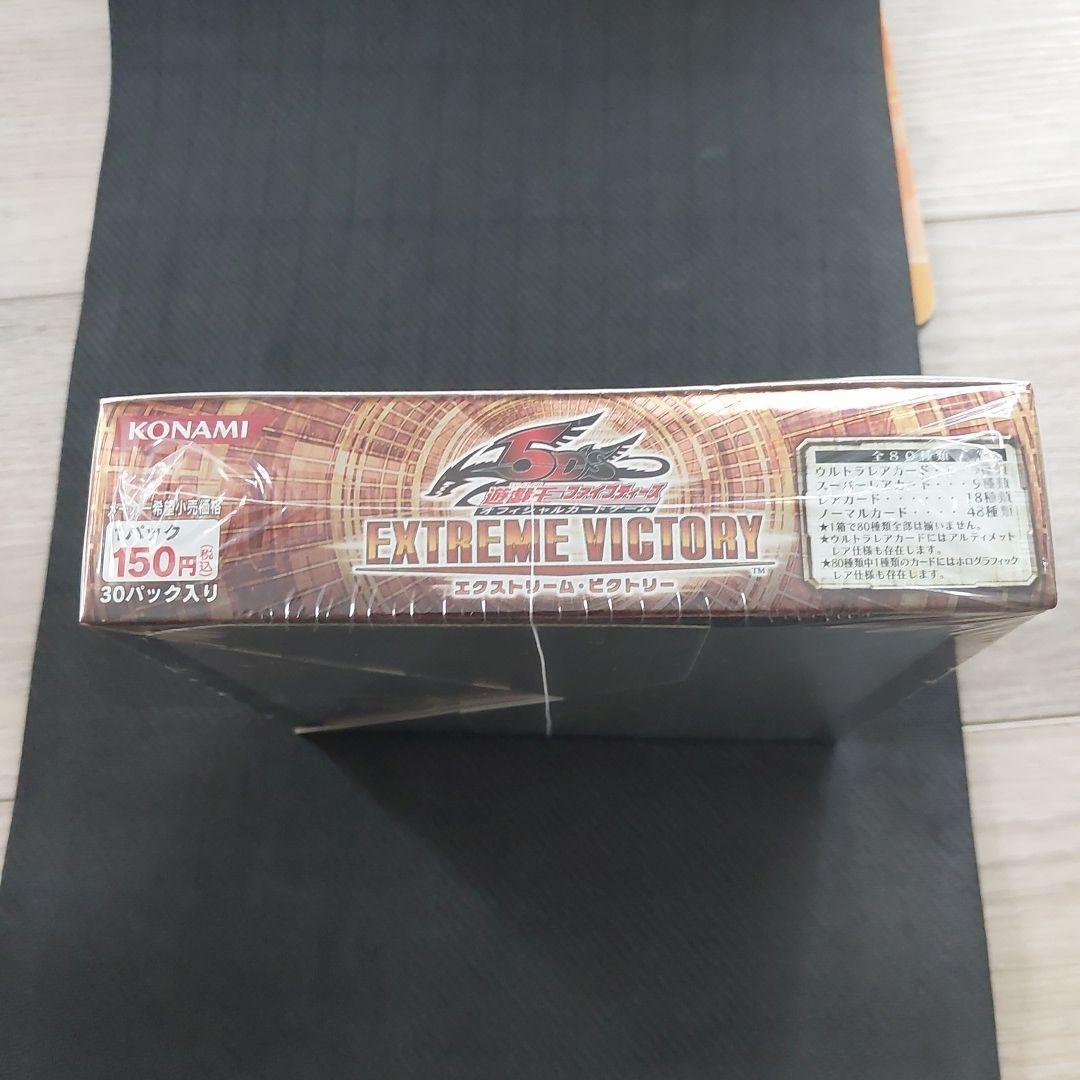 KONAMI
メーカー希望小売価格
1パック
150円(税込)
30パック入り
5D's
遊戯王ファイブディーズ
オフィシャルカードゲーム
EXTREME VICTORY
TM
エクストリーム・ビクトリー
全80種類
ウルトラレアカード
スーパーレアカード・・9種類
レアカード・・・・・18種類
ノーマルカード・・・・48種類
★1箱で80種類全部は揃いません。
★ウルトラレアカードにはアルティメット
レア仕様も存在します。
★80種類中1種類のカードにはホログラフィック
レア仕様も存在します。